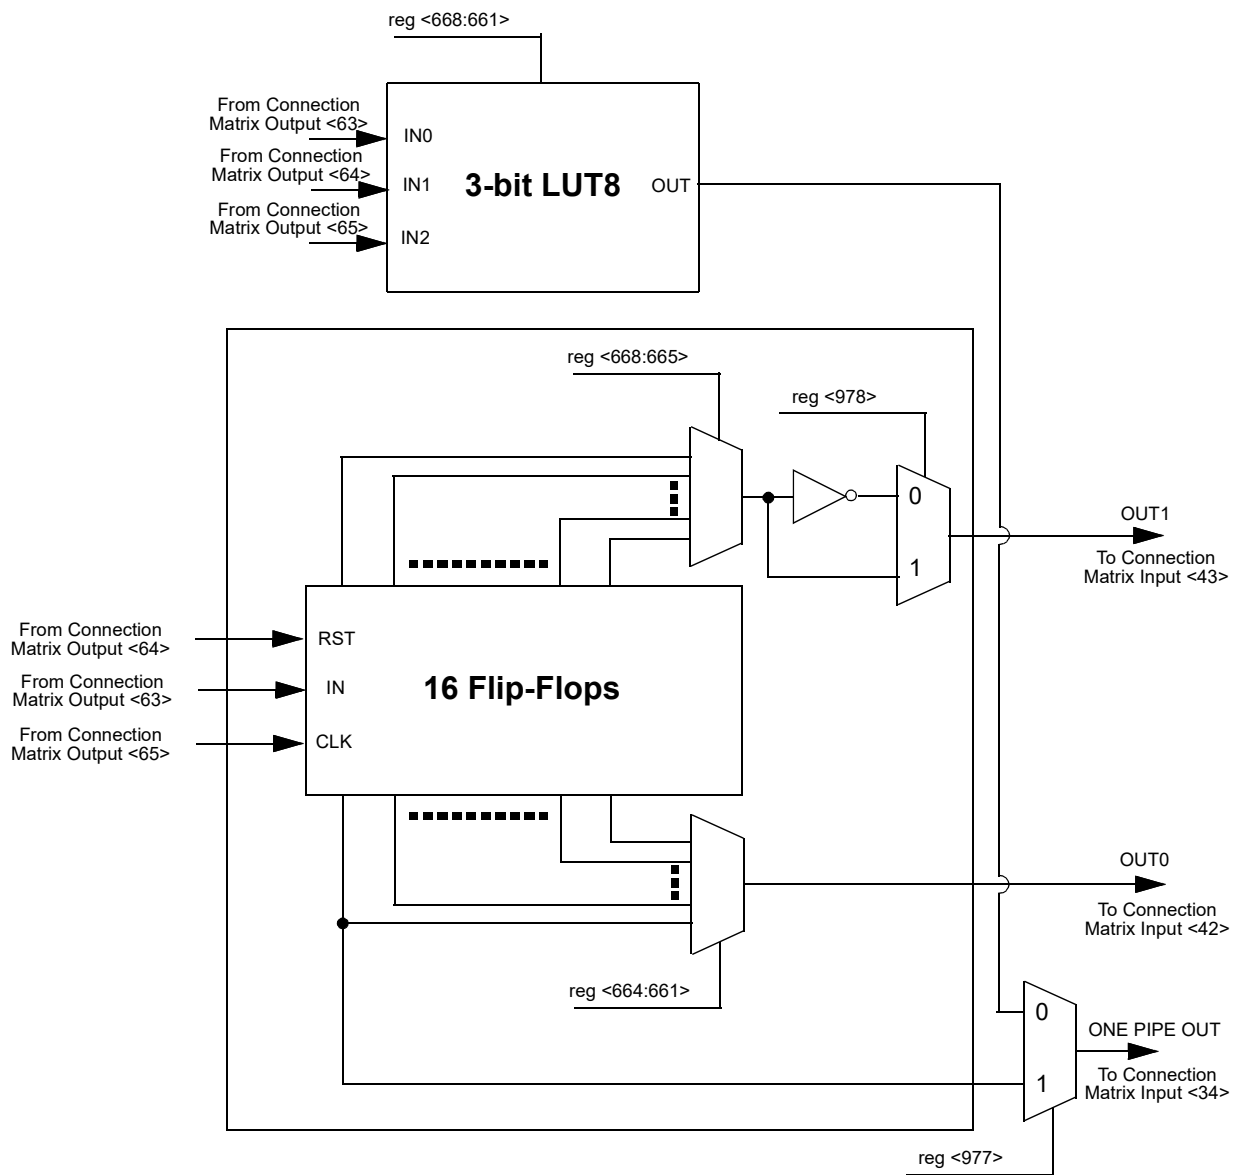 reg <668:661>
From Connection
Matrix Output <63>
IN0
From Connection
Matrix Output <64>
IN1
3-bit LUT8
OUT
From Connection
Matrix Output <65>
IN2
reg <668:665>
reg <978>
0
OUT1
1
To Connection
Matrix Input <43>
From Connection
Matrix Output <64>
RST
From Connection
Matrix Output <63>
IN
16 Flip-Flops
From Connection
Matrix Output <65>
CLK
OUT0
To Connection
Matrix Input <42>
reg <664:661>
0
ONE PIPE OUT
1
To Connection
Matrix Input <34>
reg <977>